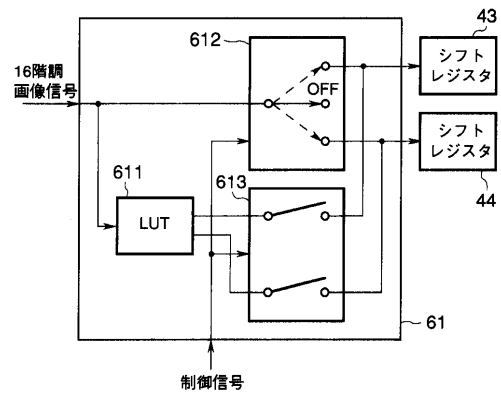 43
612
シフト
レジスタ
16階調
画像信号
OFF
シフト
レジスタ
611
613
44
LUT
61
制御信号